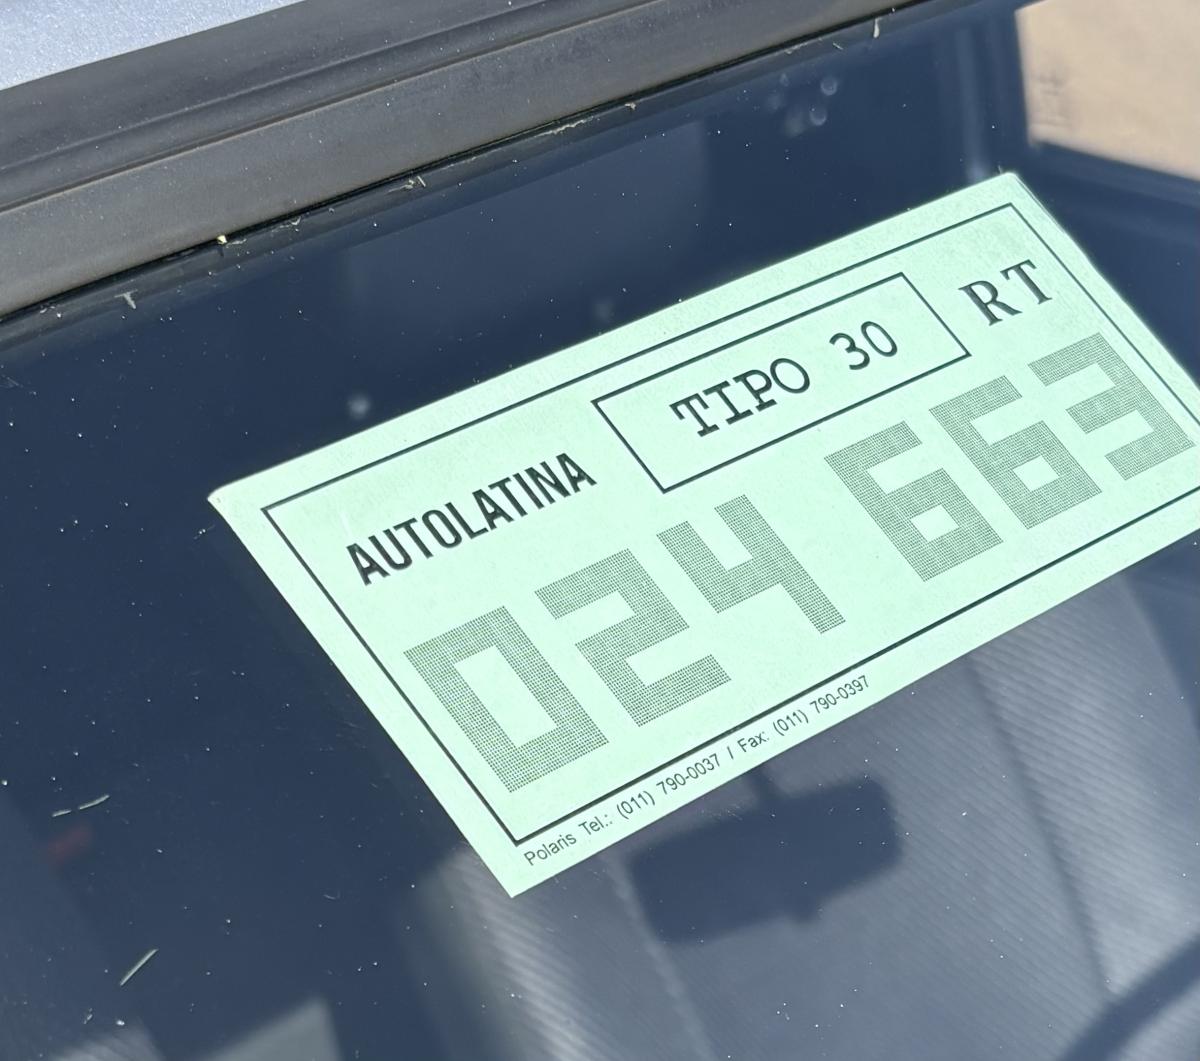 TIPO 30 RT
AUTOLATINA
024 663
Polaris Tel.: (011) 790-0037 / Fax: (011) 790-0397